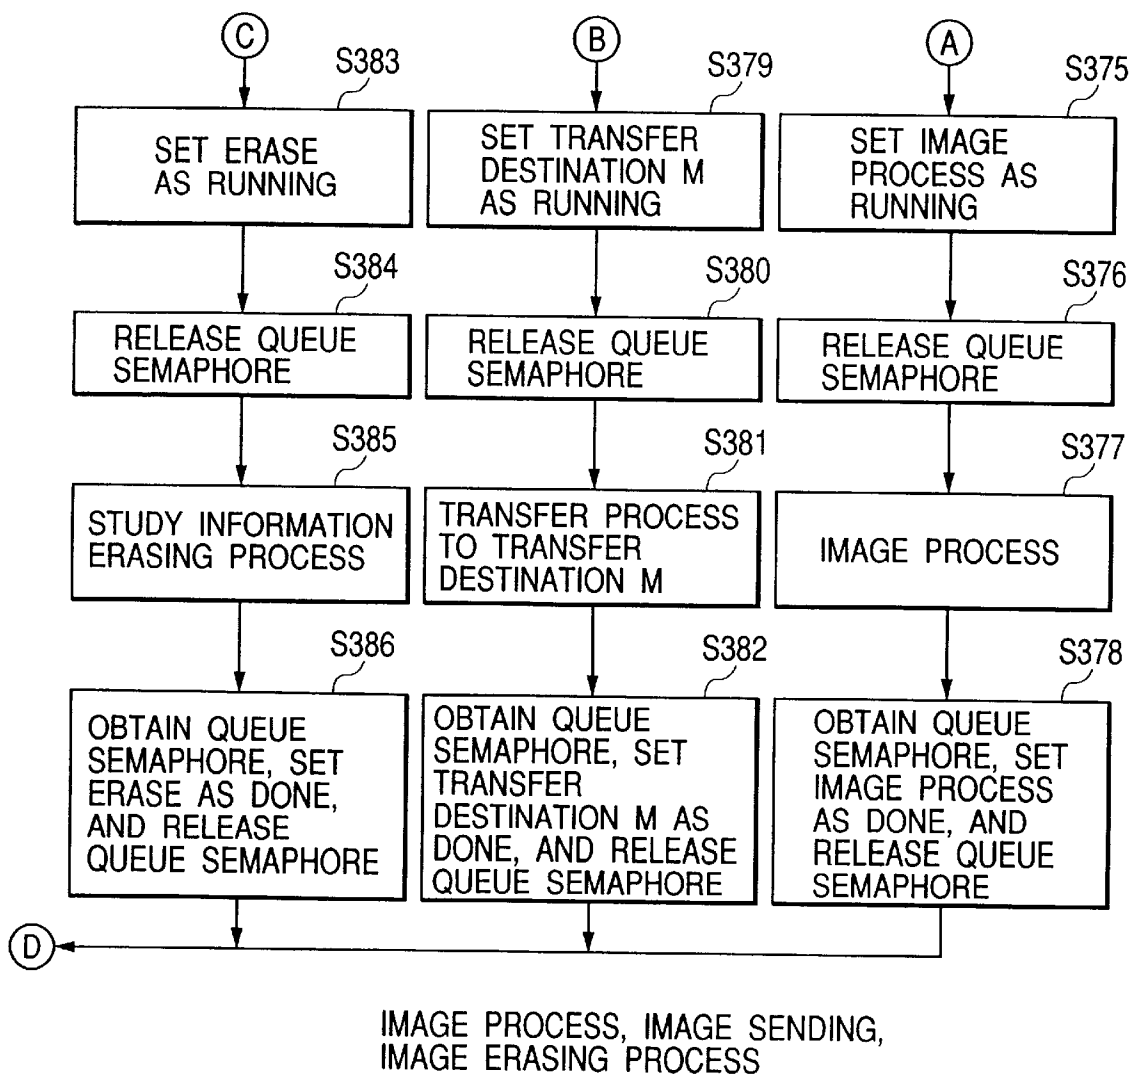 C
B
A
S383
SET ERASE
AS RUNNING
S384
RELEASE QUEUE
SEMAPHORE
S385
STUDY INFORMATION
ERASING PROCESS
S386
OBTAIN QUEUE
SEMAPHORE, SET
ERASE AS DONE,
AND RELEASE
QUEUE SEMAPHORE
S379
SET TRANSFER
DESTINATION M
AS RUNNING
S380
RELEASE QUEUE
SEMAPHORE
S381
TRANSFER PROCESS
TO TRANSFER
DESTINATION M
S382
OBTAIN QUEUE
SEMAPHORE, SET
TRANSFER
DESTINATION M AS
DONE, AND RELEASE
QUEUE SEMAPHORE
S375
SET IMAGE
PROCESS AS
RUNNING
S376
RELEASE QUEUE
SEMAPHORE
S377
IMAGE PROCESS
S378
OBTAIN QUEUE
SEMAPHORE, SET
IMAGE PROCESS
AS DONE, AND
RELEASE QUEUE
SEMAPHORE
D
IMAGE PROCESS, IMAGE SENDING,
IMAGE ERASING PROCESS